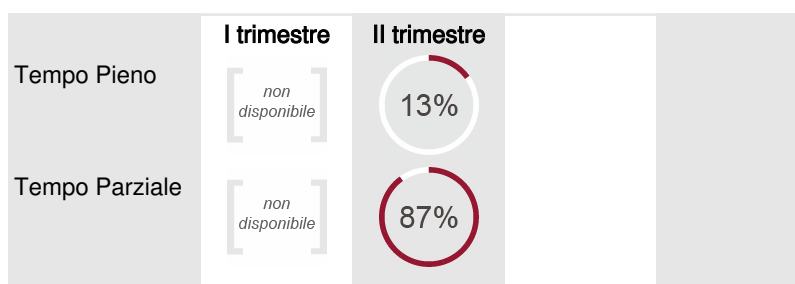 I trimestre II trimestre
Tempo Pieno
non
disponibile
13%
Tempo Parziale
non
disponibile
87%